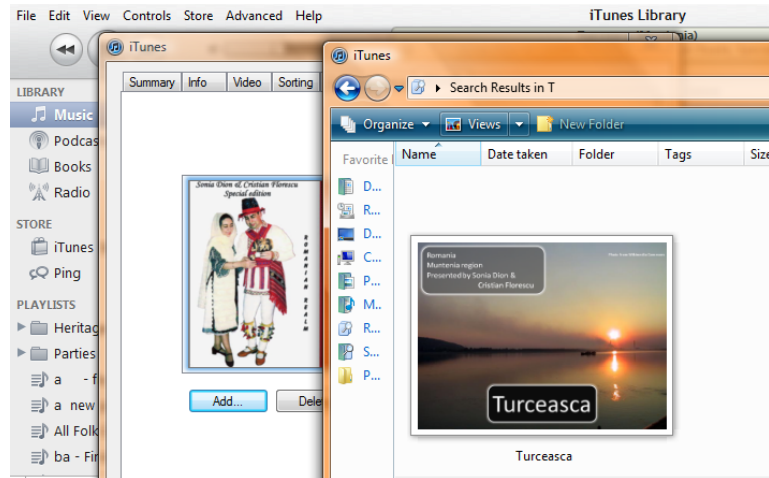 File Edit View Controls Store Advanced Help
iTunes Library
iTunes
iTunes
Summary Info Video Sorting
Search Results in T
Organize Views New Folder
Favorite
Name Date taken Folder Tags Size
LIBRARY
Music
Podcas
Books
Radio
STORE
iTunes
Ping
PLAYLISTS
Heritag
Parties
a - f
a new
All Folk
ba - Fir
Sonia Dion & Cristian Florescu
Special edition
ROMANIAN REALM
Add...
Dele
D...
R...
D...
C...
P...
M...
R...
S...
P...
Romania
Muntenia region
Presented by Sonia Dion &
Cristian Florescu
Turceasca
Turceasca